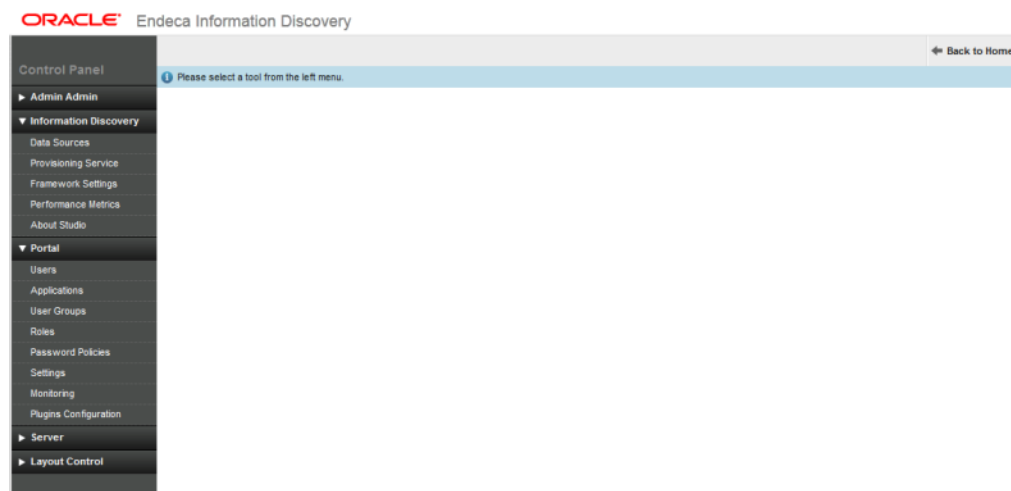 ORACLE® Endeca Information Discovery
Back to Home
Control Panel
Please select a tool from the left menu.
Admin Admin
Information Discovery
Data Sources
Provisioning Service
Framework Settings
Performance Metrics
About Studio
Portal
Users
Applications
User Groups
Roles
Password Policies
Settings
Monitoring
Plugins Configuration
Server
Layout Control